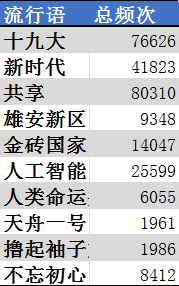 流行语 总频次
十九大 76626
新时代 41823
共享 80310
雄安新区 9348
金砖国家 14047
人工智能 25599
人类命运 6055
天舟一号 1961
撸起袖子 1986
不忘初心 8412